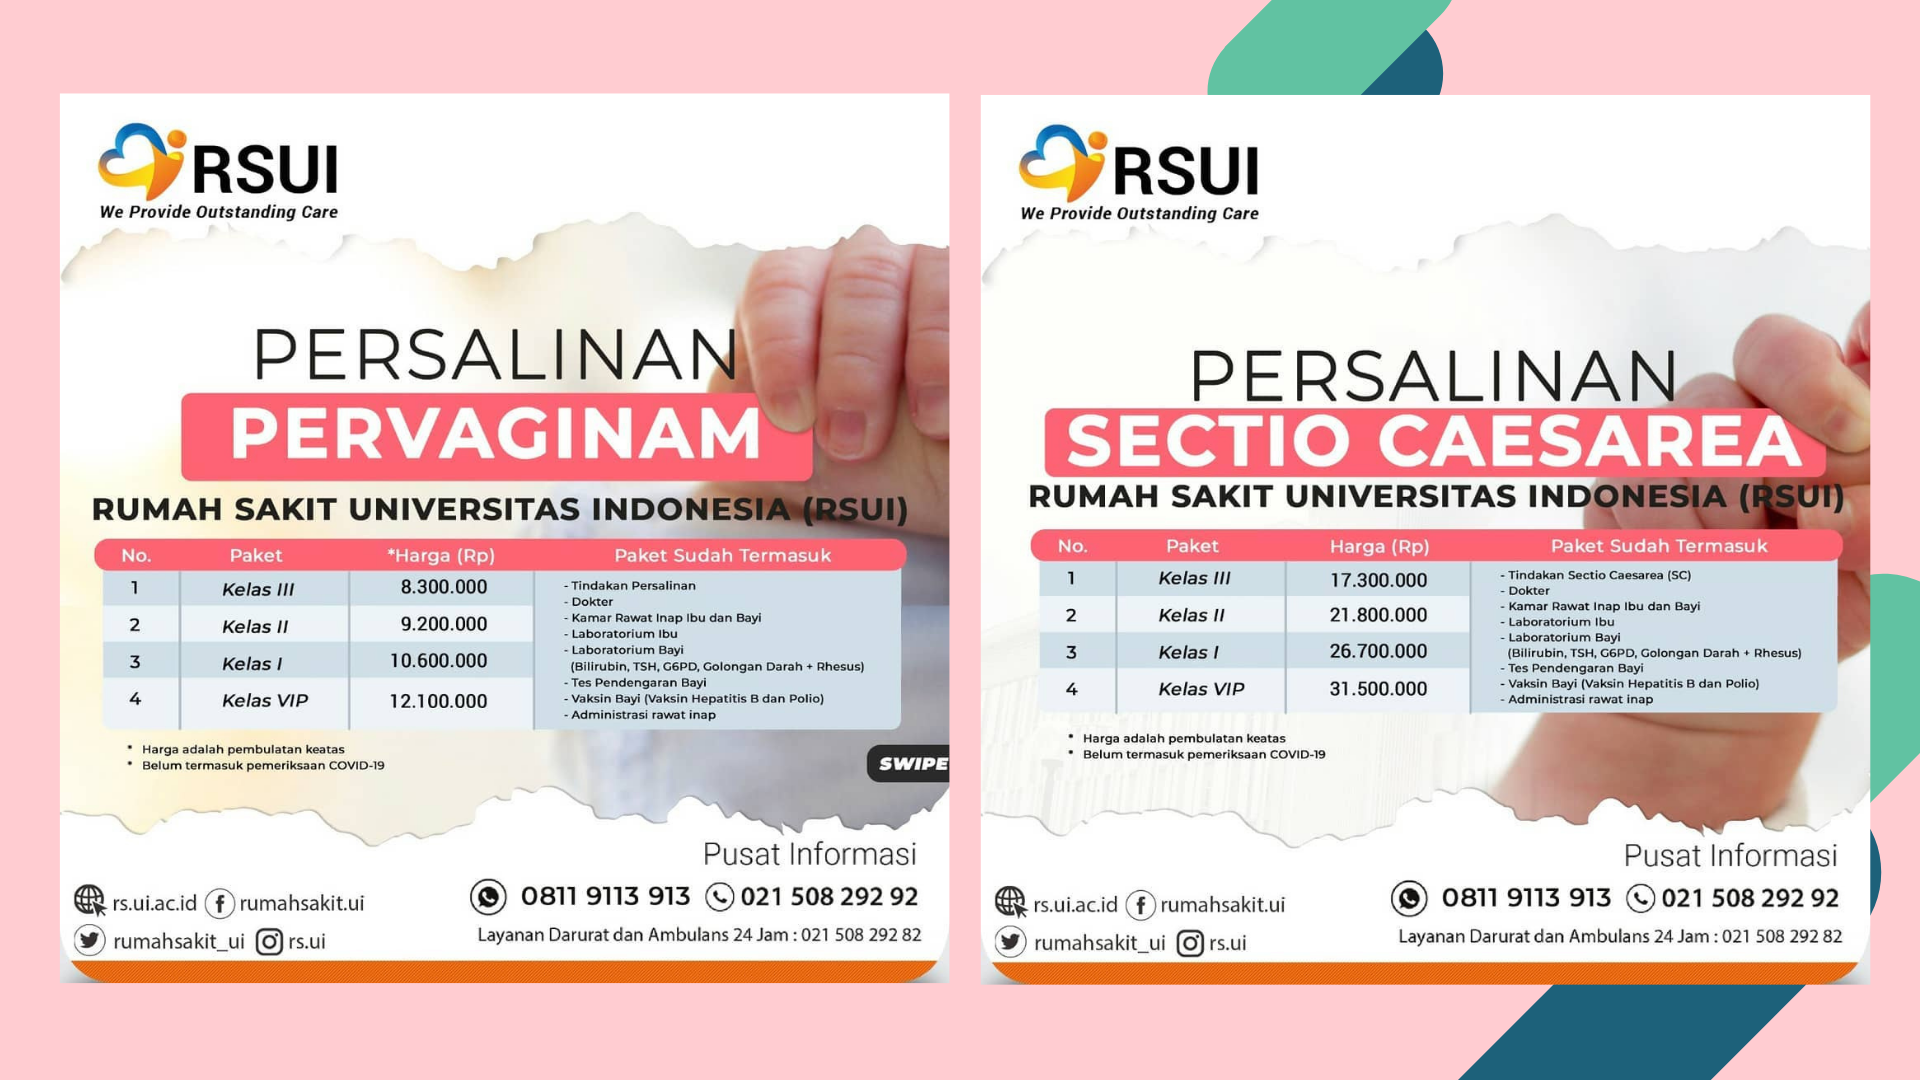 RSUI
We Provide Outstanding Care
PERSALINAN
PERVAGINAM
RUMAH SAKIT UNIVERSITAS INDONESIA (RSUI)
No. Paket *Harga (Rp) Paket Sudah Termasuk
1 Kelas III 8.300.000
2 Kelas II 9.200.000
3 Kelas I 10.600.000
4 Kelas VIP 12.100.000
- Tindakan Persalinan
- Dokter
- Kamar Rawat Inap Ibu dan Bayi
- Laboratorium Ibu
- Laboratorium Bayi
(Bilirubin, TSH, G6PD, Golongan Darah + Rhesus)
- Tes Pendengaran Bayi
- Vaksin Bayi (Vaksin Hepatitis B dan Polio)
- Administrasi rawat inap
* Harga adalah pembulatan keatas
* Belum termasuk pemeriksaan COVID-19
SWIPE
Pusat Informasi
rs.ui.ac.id rumahsakit.ui
0811 9113 913 021 508 292 92
rumahsakit_ui rs.ui
Layanan Darurat dan Ambulans 24 Jam : 021 508 292 82
RSUI
We Provide Outstanding Care
PERSALINAN
SECTIO CAESAREA
RUMAH SAKIT UNIVERSITAS INDONESIA (RSUI)
No. Paket Harga (Rp) Paket Sudah Termasuk
1 Kelas III 17.300.000
2 Kelas II 21.800.000
3 Kelas I 26.700.000
4 Kelas VIP 31.500.000
- Tindakan Sectio Caesarea (SC)
- Dokter
- Kamar Rawat Inap Ibu dan Bayi
- Laboratorium Ibu
- Laboratorium Bayi
(Bilirubin, TSH, G6PD, Golongan Darah + Rhesus)
- Tes Pendengaran Bayi
- Vaksin Bayi (Vaksin Hepatitis B dan Polio)
- Administrasi rawat inap
* Harga adalah pembulatan keatas
* Belum termasuk pemeriksaan COVID-19
Pusat Informasi
rs.ui.ac.id rumahsakit.ui
0811 9113 913 021 508 292 92
rumahsakit_ui rs.ui
Layanan Darurat dan Ambulans 24 Jam : 021 508 292 82